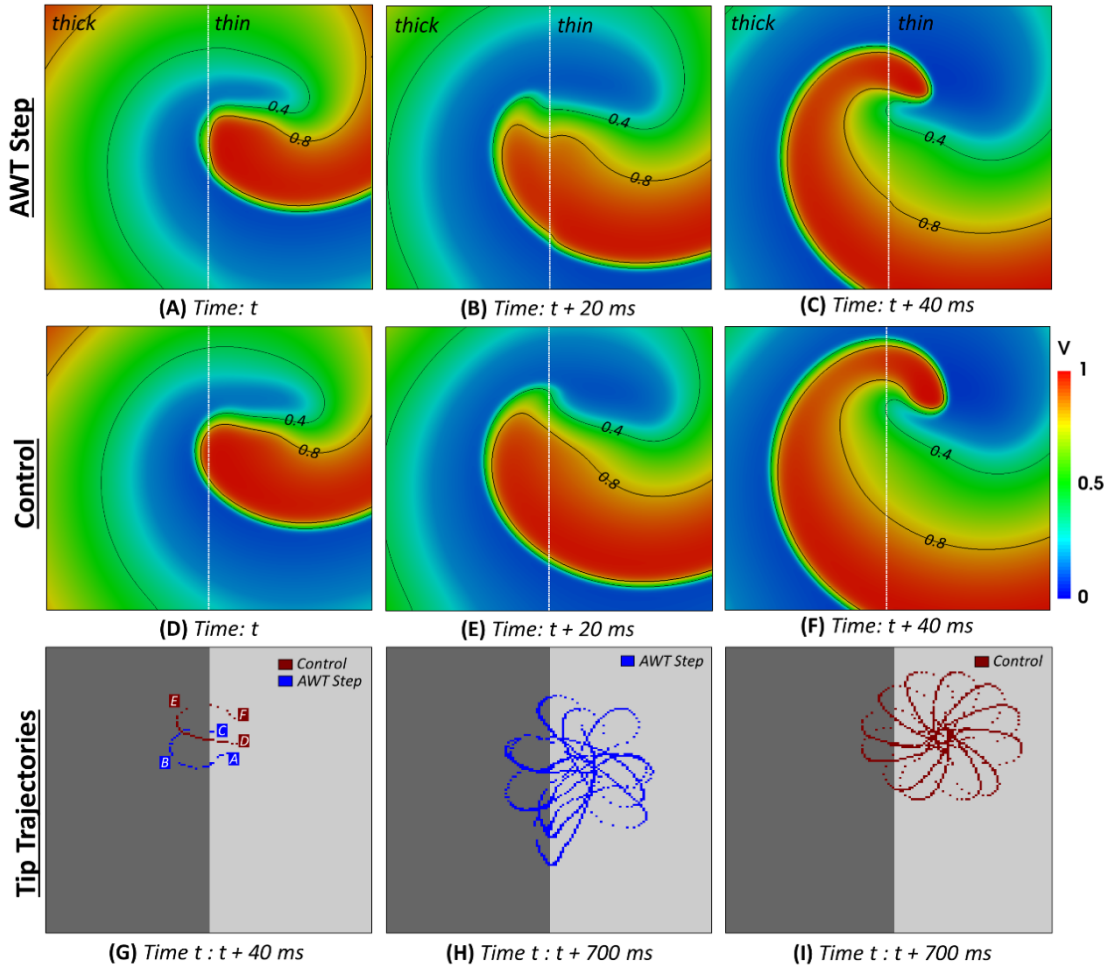 thick thin thick thin thick thin
AWT Step
0.4 0.8 0.4 0.8 0.4 0.8
(A) Time: t (B) Time: t + 20 ms (C) Time: t + 40 ms
Control
0.4 0.8 0.4 0.8 0.4 0.8
V
1
0.5
0
(D) Time: t (E) Time: t + 20 ms (F) Time: t + 40 ms
Tip Trajectories
Control AWT Step Control
AWT Step
E F C D B A
(G) Time t : t + 40 ms (H) Time t : t + 700 ms (I) Time t : t + 700 ms